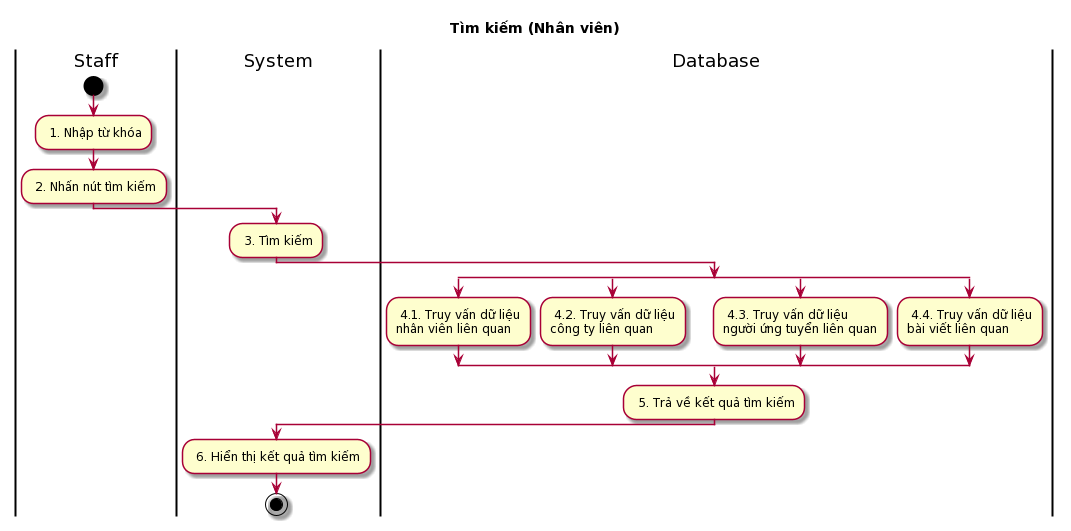 Tìm kiếm (Nhân viên)
Staff
System
Database
1. Nhập từ khóa
2. Nhấn nút tìm kiếm
3. Tìm kiếm
4.1. Truy vấn dữ liệu
nhân viên liên quan
4.2. Truy vấn dữ liệu
công ty liên quan
4.3. Truy vấn dữ liệu
người ứng tuyển liên quan
4.4. Truy vấn dữ liệu
bài viết liên quan
5. Trả về kết quả tìm kiếm
6. Hiển thị kết quả tìm kiếm